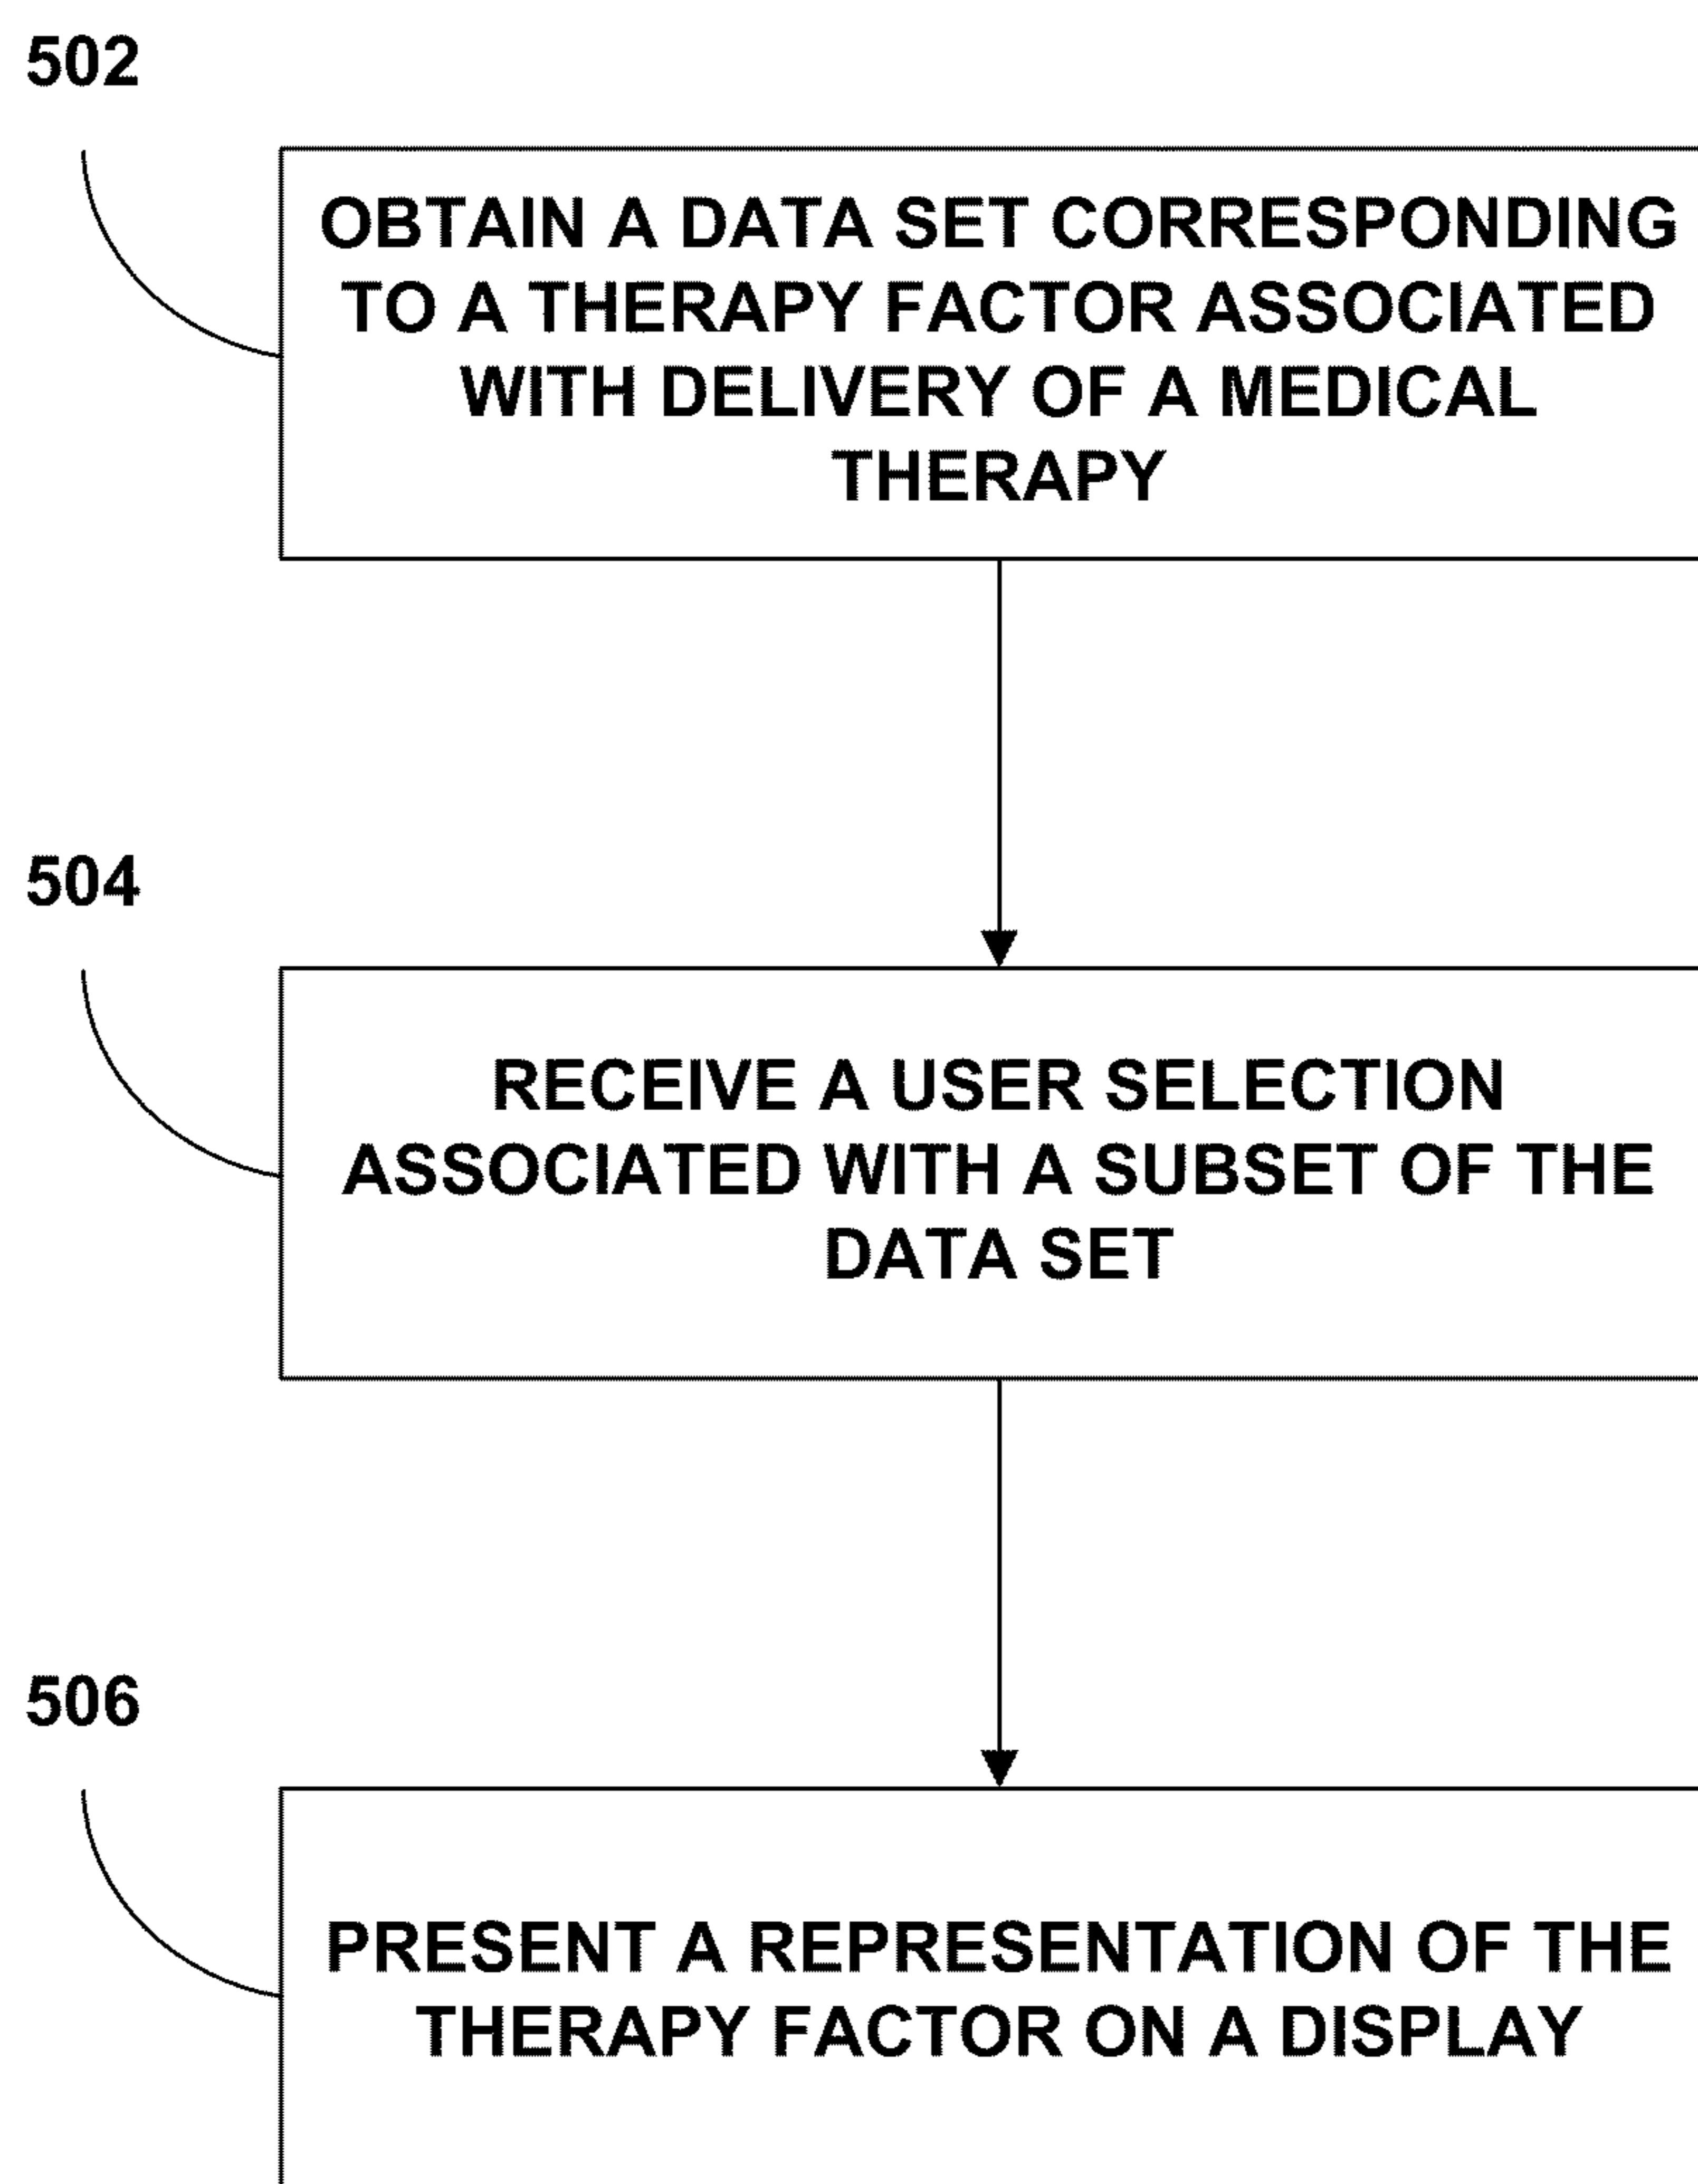 502
OBTAIN A DATA SET CORRESPONDING
TO A THERAPY FACTOR ASSOCIATED
WITH DELIVERY OF A MEDICAL
THERAPY
504
RECEIVE A USER SELECTION
ASSOCIATED WITH A SUBSET OF THE
DATA SET
506
PRESENT A REPRESENTATION OF THE
THERAPY FACTOR ON A DISPLAY